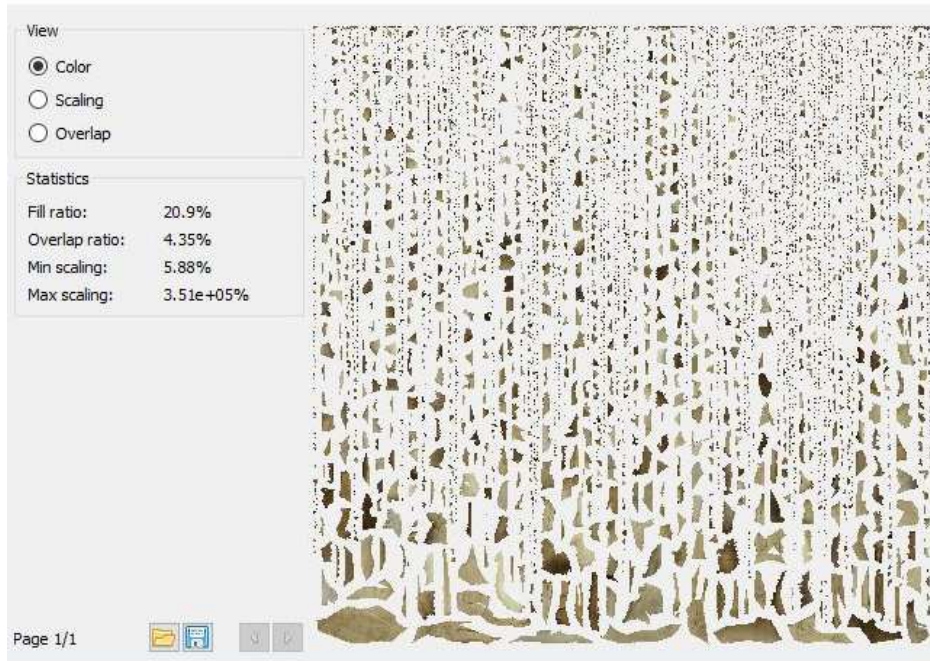 View
Color
Scaling
Overlap
Statistics
Fill ratio: 20.9%
Overlap ratio: 4.35%
Min scaling: 5.88%
Max scaling: 3.51e+05%
Page 1/1